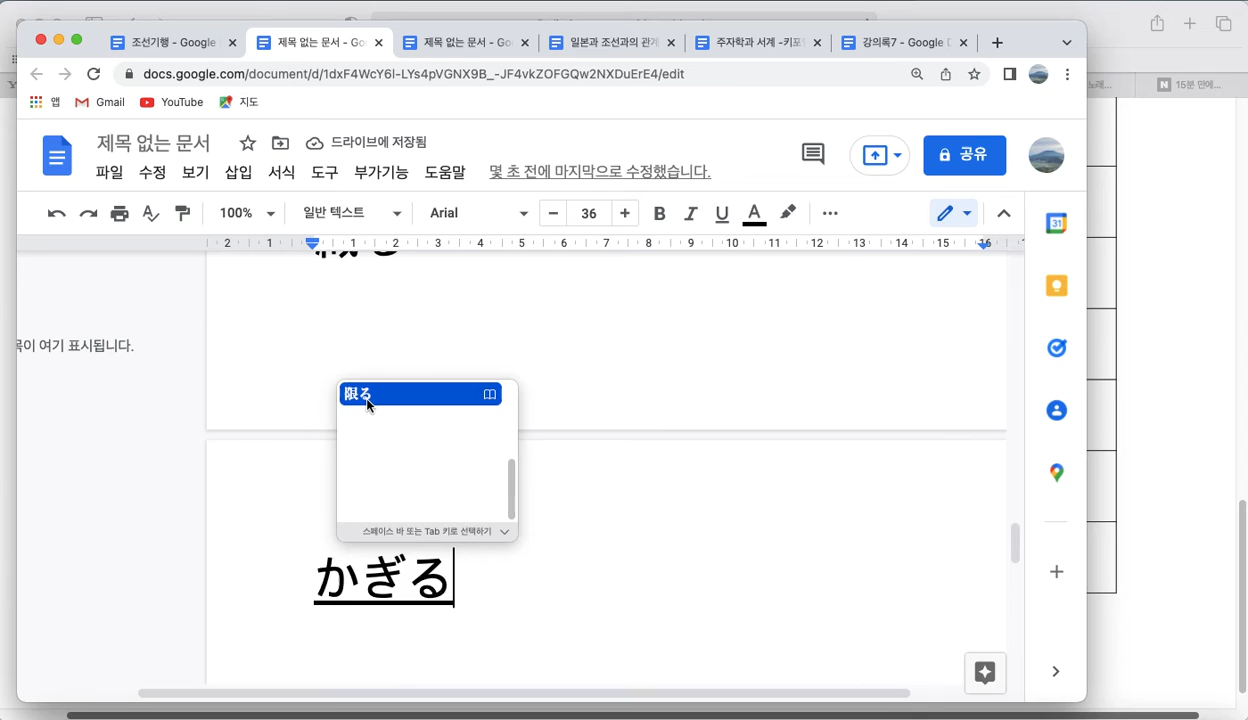 조선기행 - Google
제목 없는 문서 - Go
제목 없는 문서 - Go
일본과 조선과의 관계
주자학과 서계 -키포인
강의록7 - Google D
docs.google.com/document/d/1dxF4WcY6I-LYs4pVGNX9B_-JF4vkZOFGQw2NXDuErE4/edit
노래...
N 15분 만에...
앱 Gmail YouTube 지도
제목 없는 문서 드라이브에 저장됨
공유
파일 수정 보기 삽입 서식 도구 부가기능 도움말 몇 초 전에 마지막으로 수정했습니다.
100% 일반 텍스트 Arial 36 B I U A
2 1 1 2 3 4 5 6 7 8 9 10 11 12 13 14 15 16
31
목이 여기 표시됩니다.
限る
스페이스 바 또는 Tab 키로 선택하기
かぎる